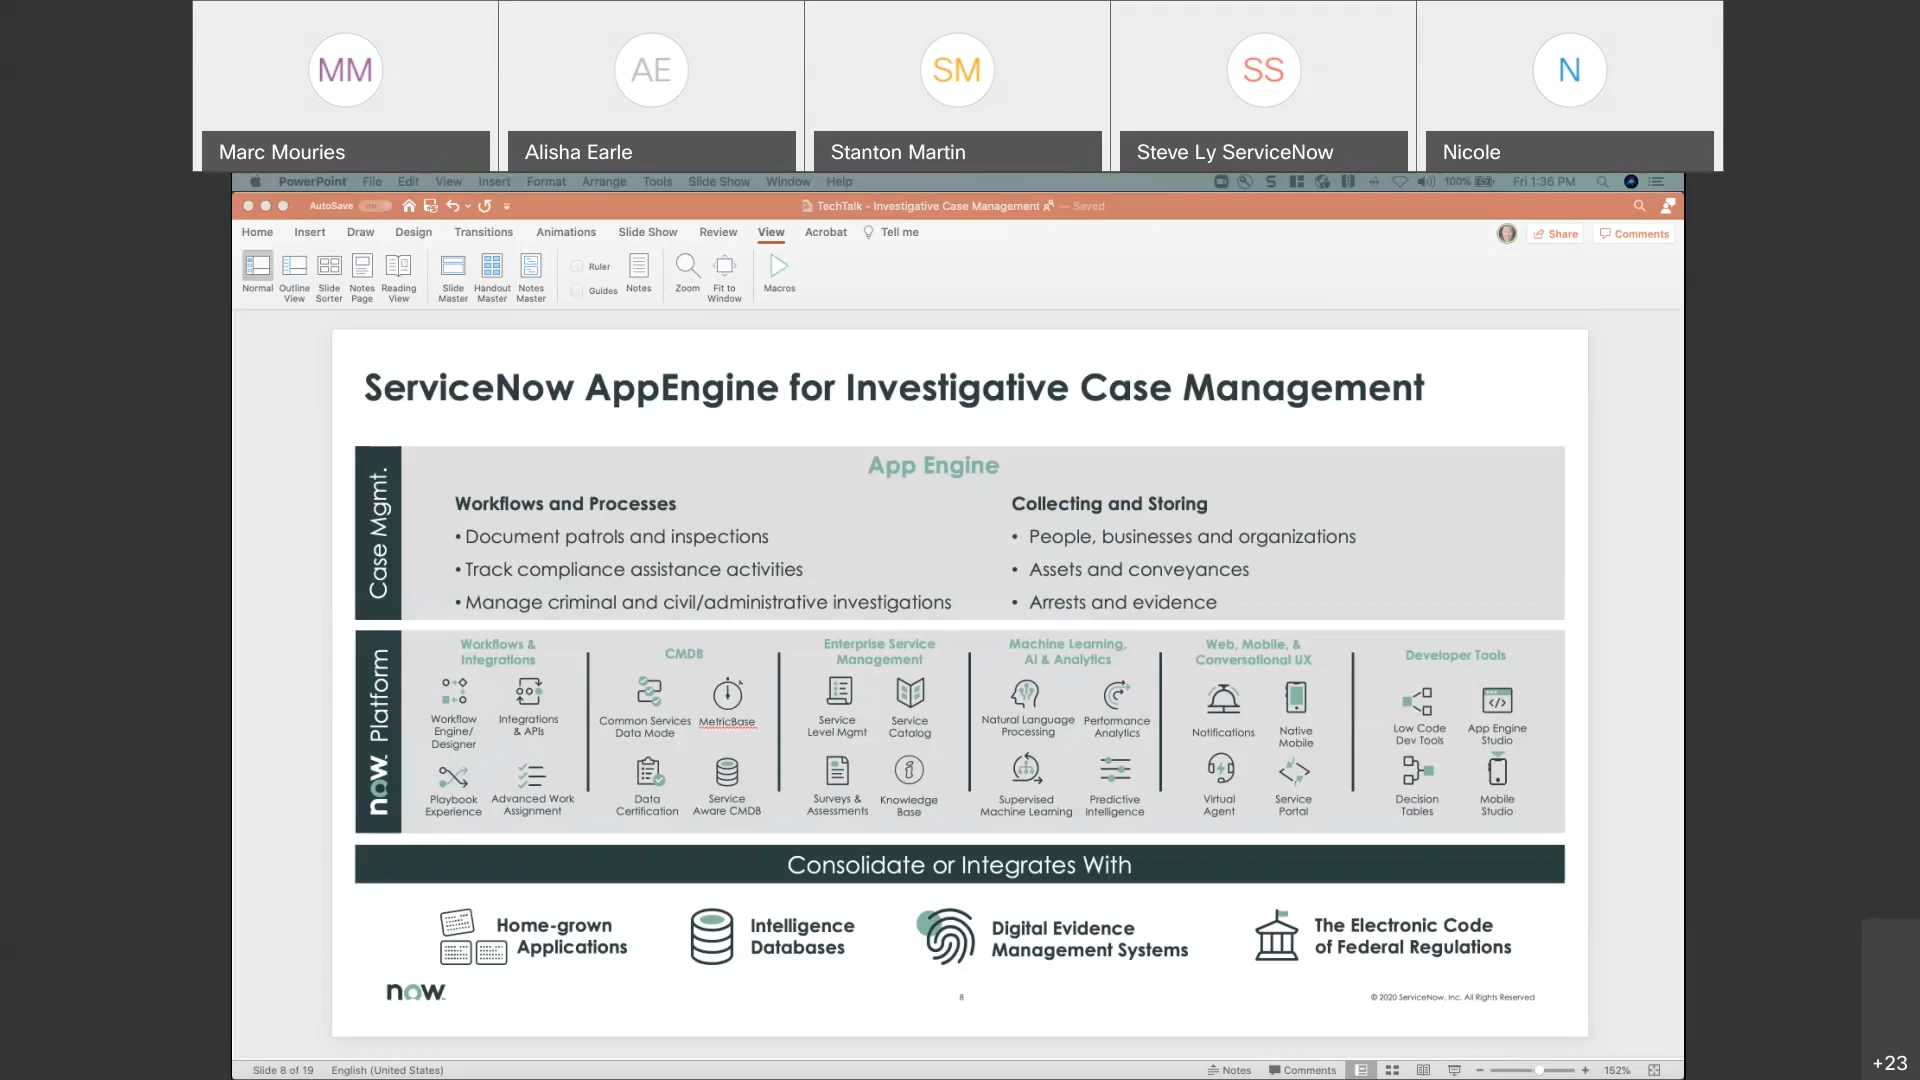 MM
AE
SM
SS
N
Marc Mouries
Alisha Earle
Stanton Martin
Steve Ly ServiceNow
Nicole
PowerPoint File Edit View Insert Format Arrange Tools Slide Show Window Help
100% Fri 1:36 PM
AutoSave ON
TechTalk - Investigative Case Management — Saved
Home Insert Draw Design Transitions Animations Slide Show Review View Acrobat Tell me
Share
Comments
Normal
Outline
View
Slide
Sorter
Notes
Page
Reading
View
Slide
Master
Handout
Master
Notes
Master
Ruler
Guides
Notes
Zoom
Fit to
Window
Macros
ServiceNow AppEngine for Investigative Case Management
Case Mgmt.
App Engine
Workflows and Processes
• Document patrols and inspections
• Track compliance assistance activities
• Manage criminal and civil/administrative investigations
Collecting and Storing
• People, businesses and organizations
• Assets and conveyances
• Arrests and evidence
now. Platform
Workflows &
Integrations
Workflow
Engine/
Designer
Integrations
& APIs
Playbook
Experience
Advanced Work
Assignment
CMDB
Common Services
Data Mode
MetricBase
Data
Certification
Service
Aware CMDB
Enterprise Service
Management
Service
Level Mgmt
Service
Catalog
Surveys &
Assessments
Knowledge
Base
Machine Learning,
AI & Analytics
Natural Language
Processing
Performance
Analytics
Supervised
Machine Learning
Predictive
Intelligence
Web, Mobile, &
Conversational UX
Notifications
Native
Mobile
Virtual
Agent
Service
Portal
Developer Tools
Low Code
Dev Tools
App Engine
Studio
Decision
Tables
Mobile
Studio
Consolidate or Integrates With
Home-grown
Applications
Intelligence
Databases
Digital Evidence
Management Systems
The Electronic Code
of Federal Regulations
now.
8
© 2020 ServiceNow, Inc. All Rights Reserved
Slide 8 of 19 English (United States)
Notes Comments 152%
+23